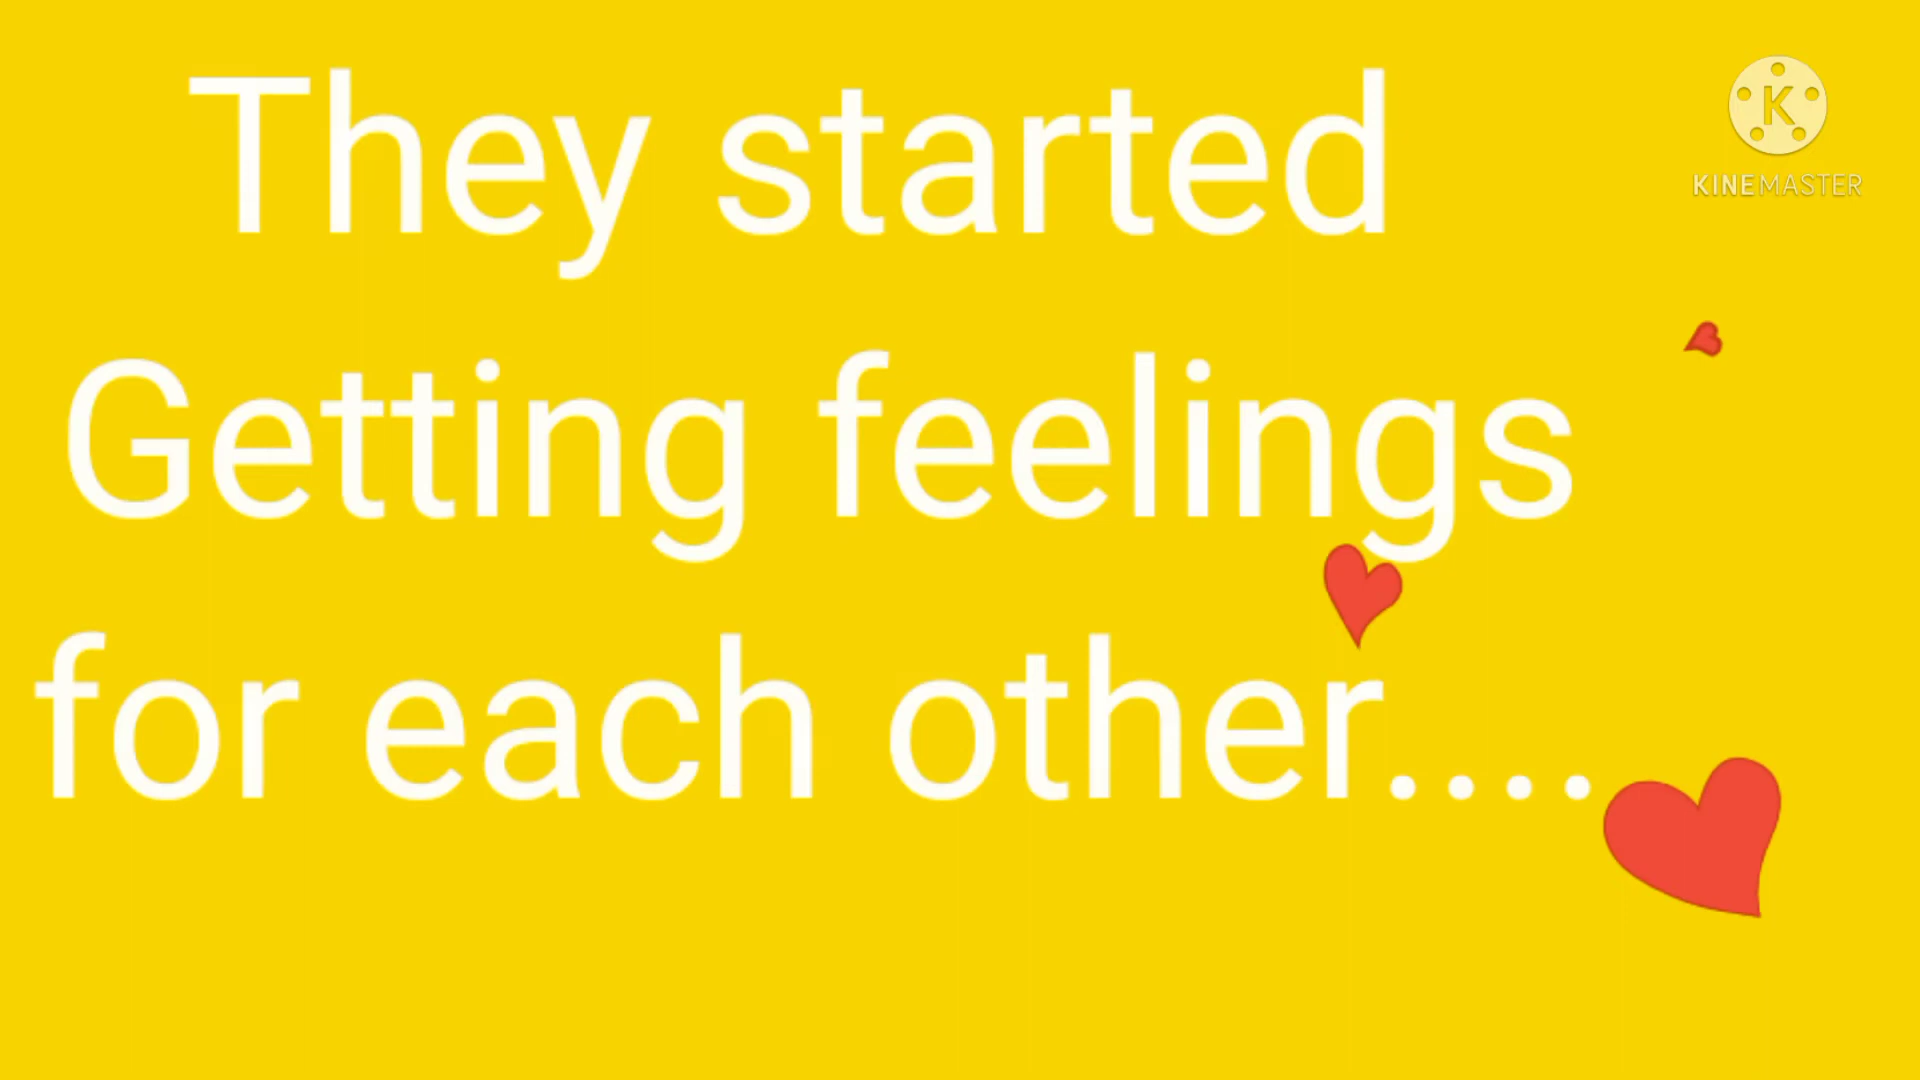 They started
Getting feelings
for each other....
K
KINEMASTER